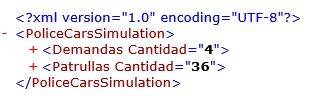 <?xml version="1.0" encoding="UTF-8"?>
- <PoliceCarsSimulation>
+ <Demandas Cantidad="4">
+ <Patrullas Cantidad="36">
</PoliceCarsSimulation>